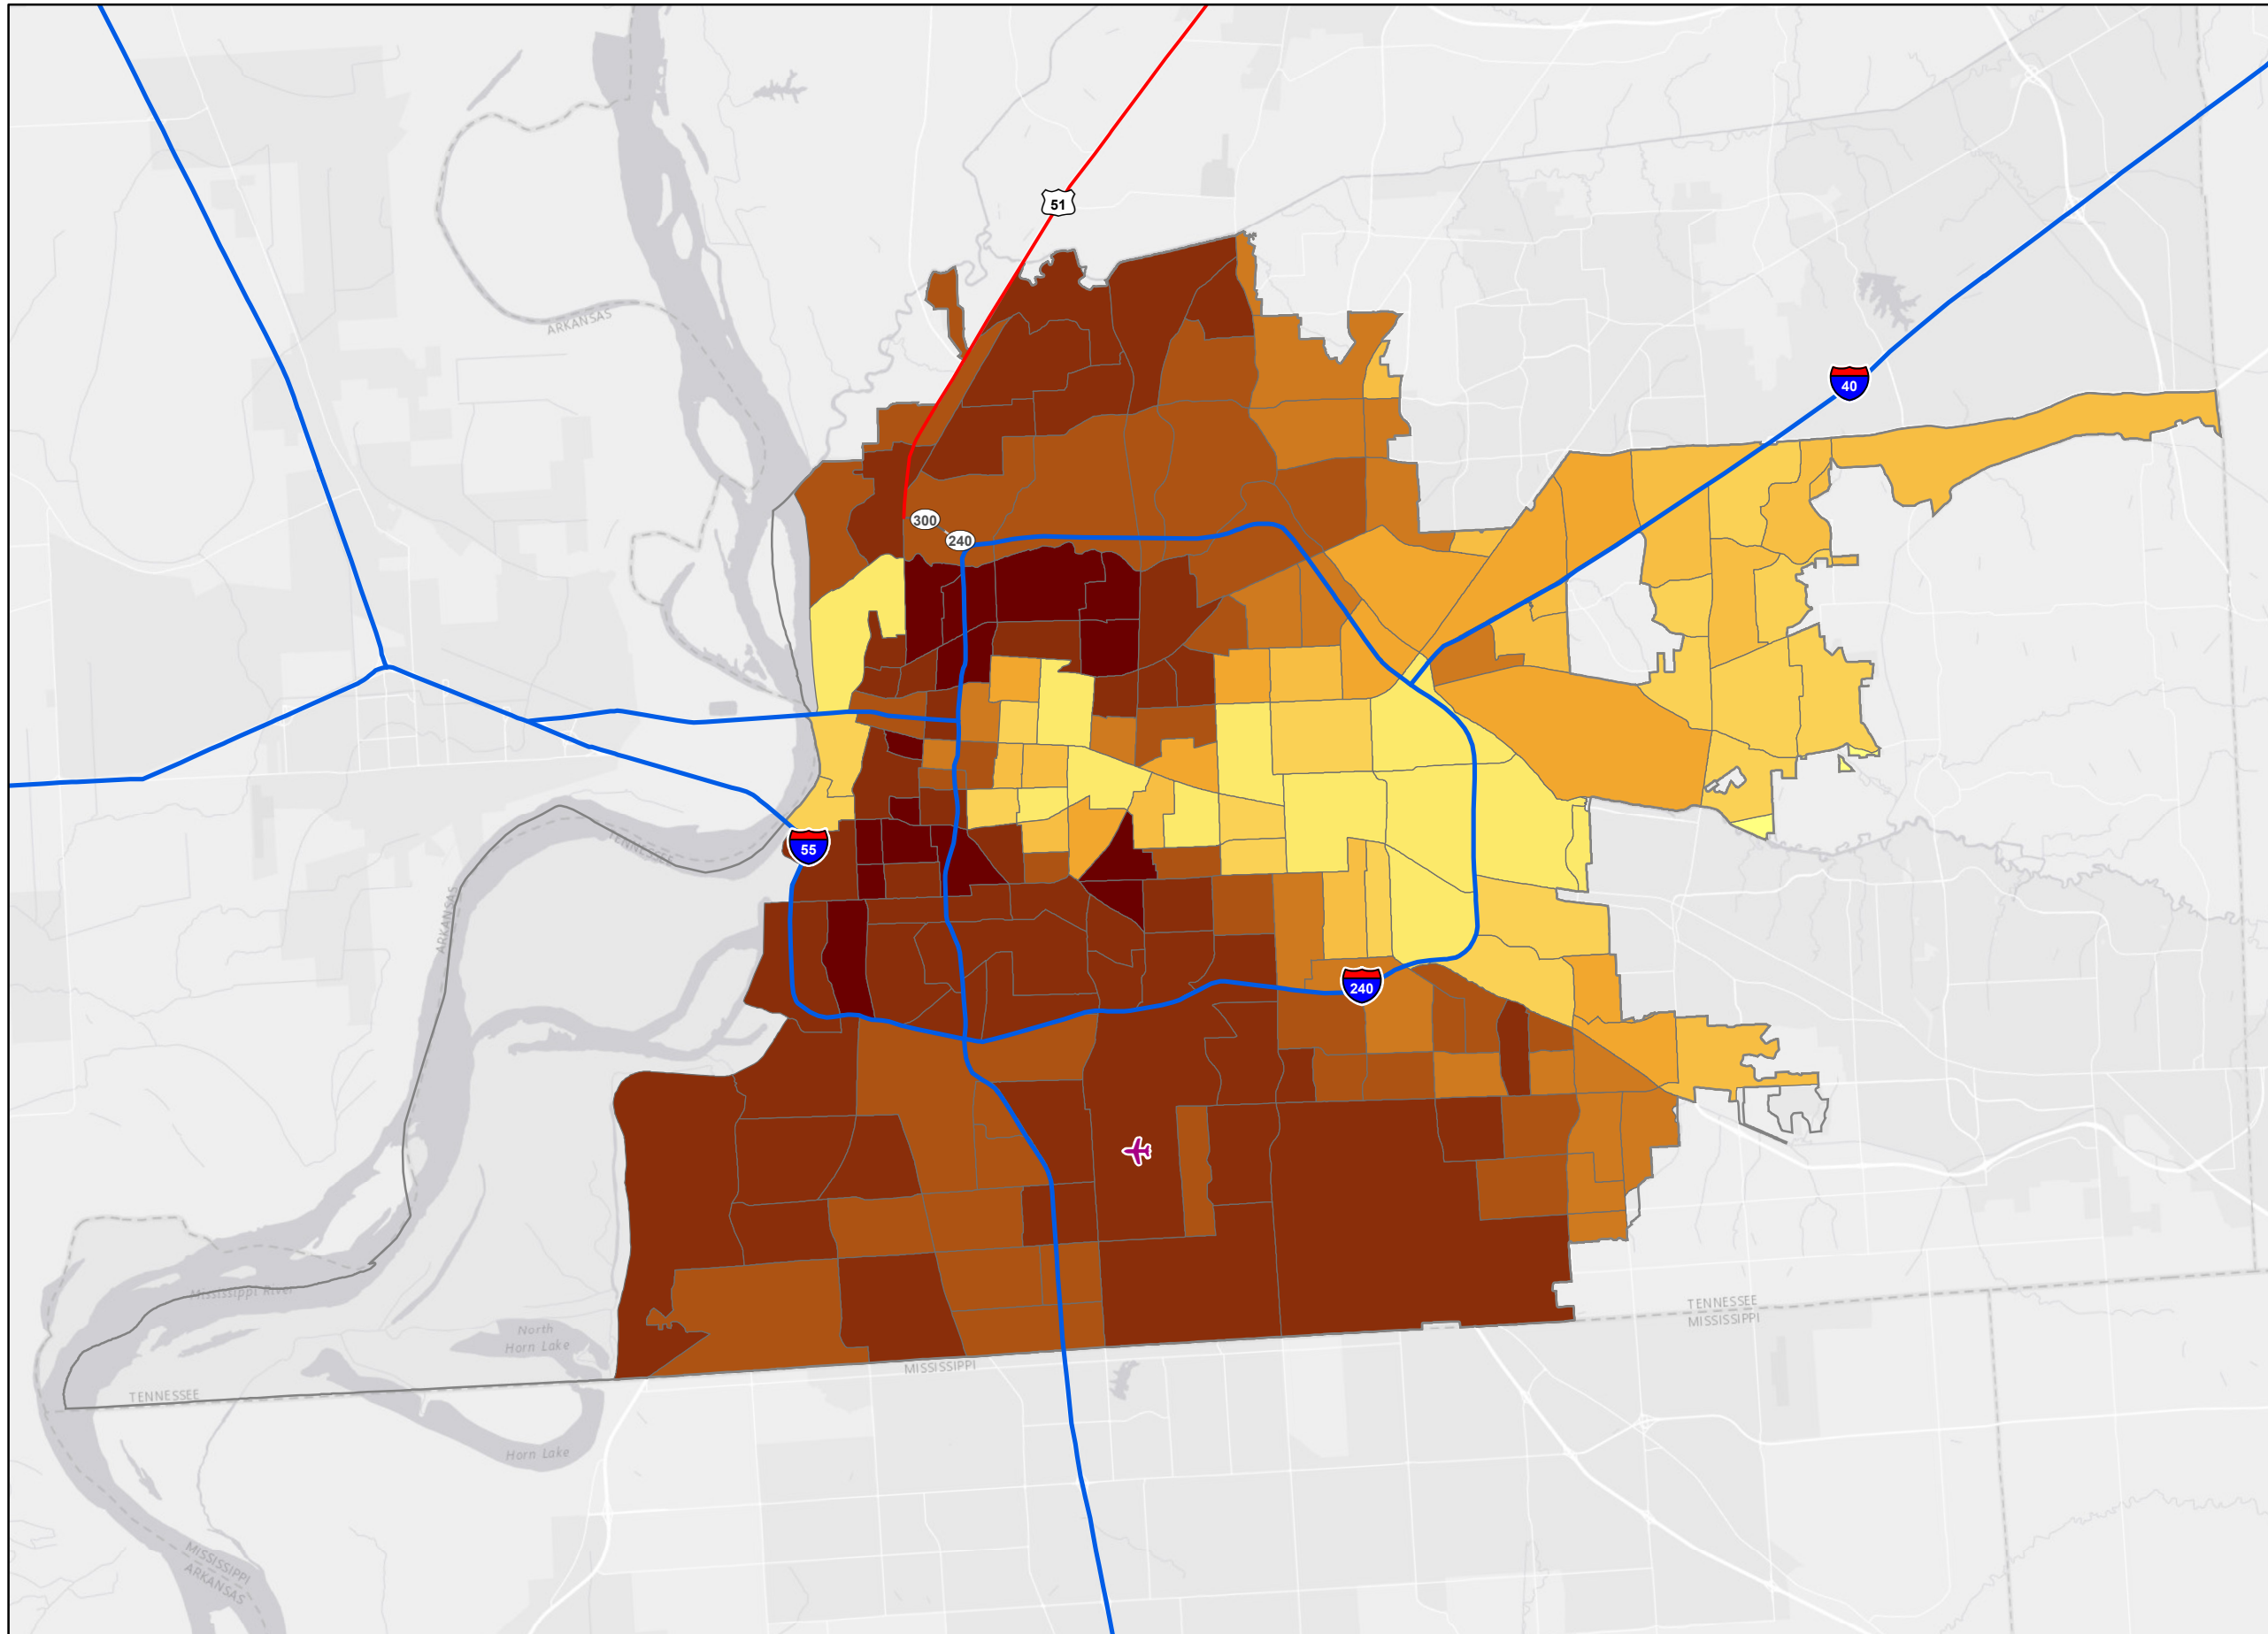 51
ARKANSAS
40
300
240
55
TENNESSEE
ARKANSAS
240
Mississippi River
TENNESSEE
MISSISSIPPI
North
Horn Lake
MISSISSIPPI
TENNESSEE
Horn Lake
MISSISSIPPI
ARKANSAS